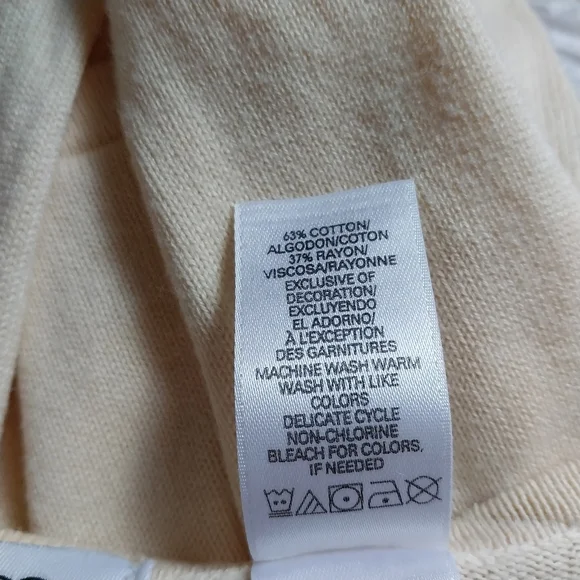 63% COTTON/
ALGODON/COTON
37% RAYON/
VISCOSA/RAYONNE
EXCLUSIVE OF
DECORATION/
EXCLUYENDO
EL ADORNO/
À L'EXCEPTION
DES GARNITURES
MACHINE WASH WARM
WASH WITH LIKE
COLORS
DELICATE CYCLE
NON-CHLORINE
BLEACH FOR COLORS,
IF NEEDED